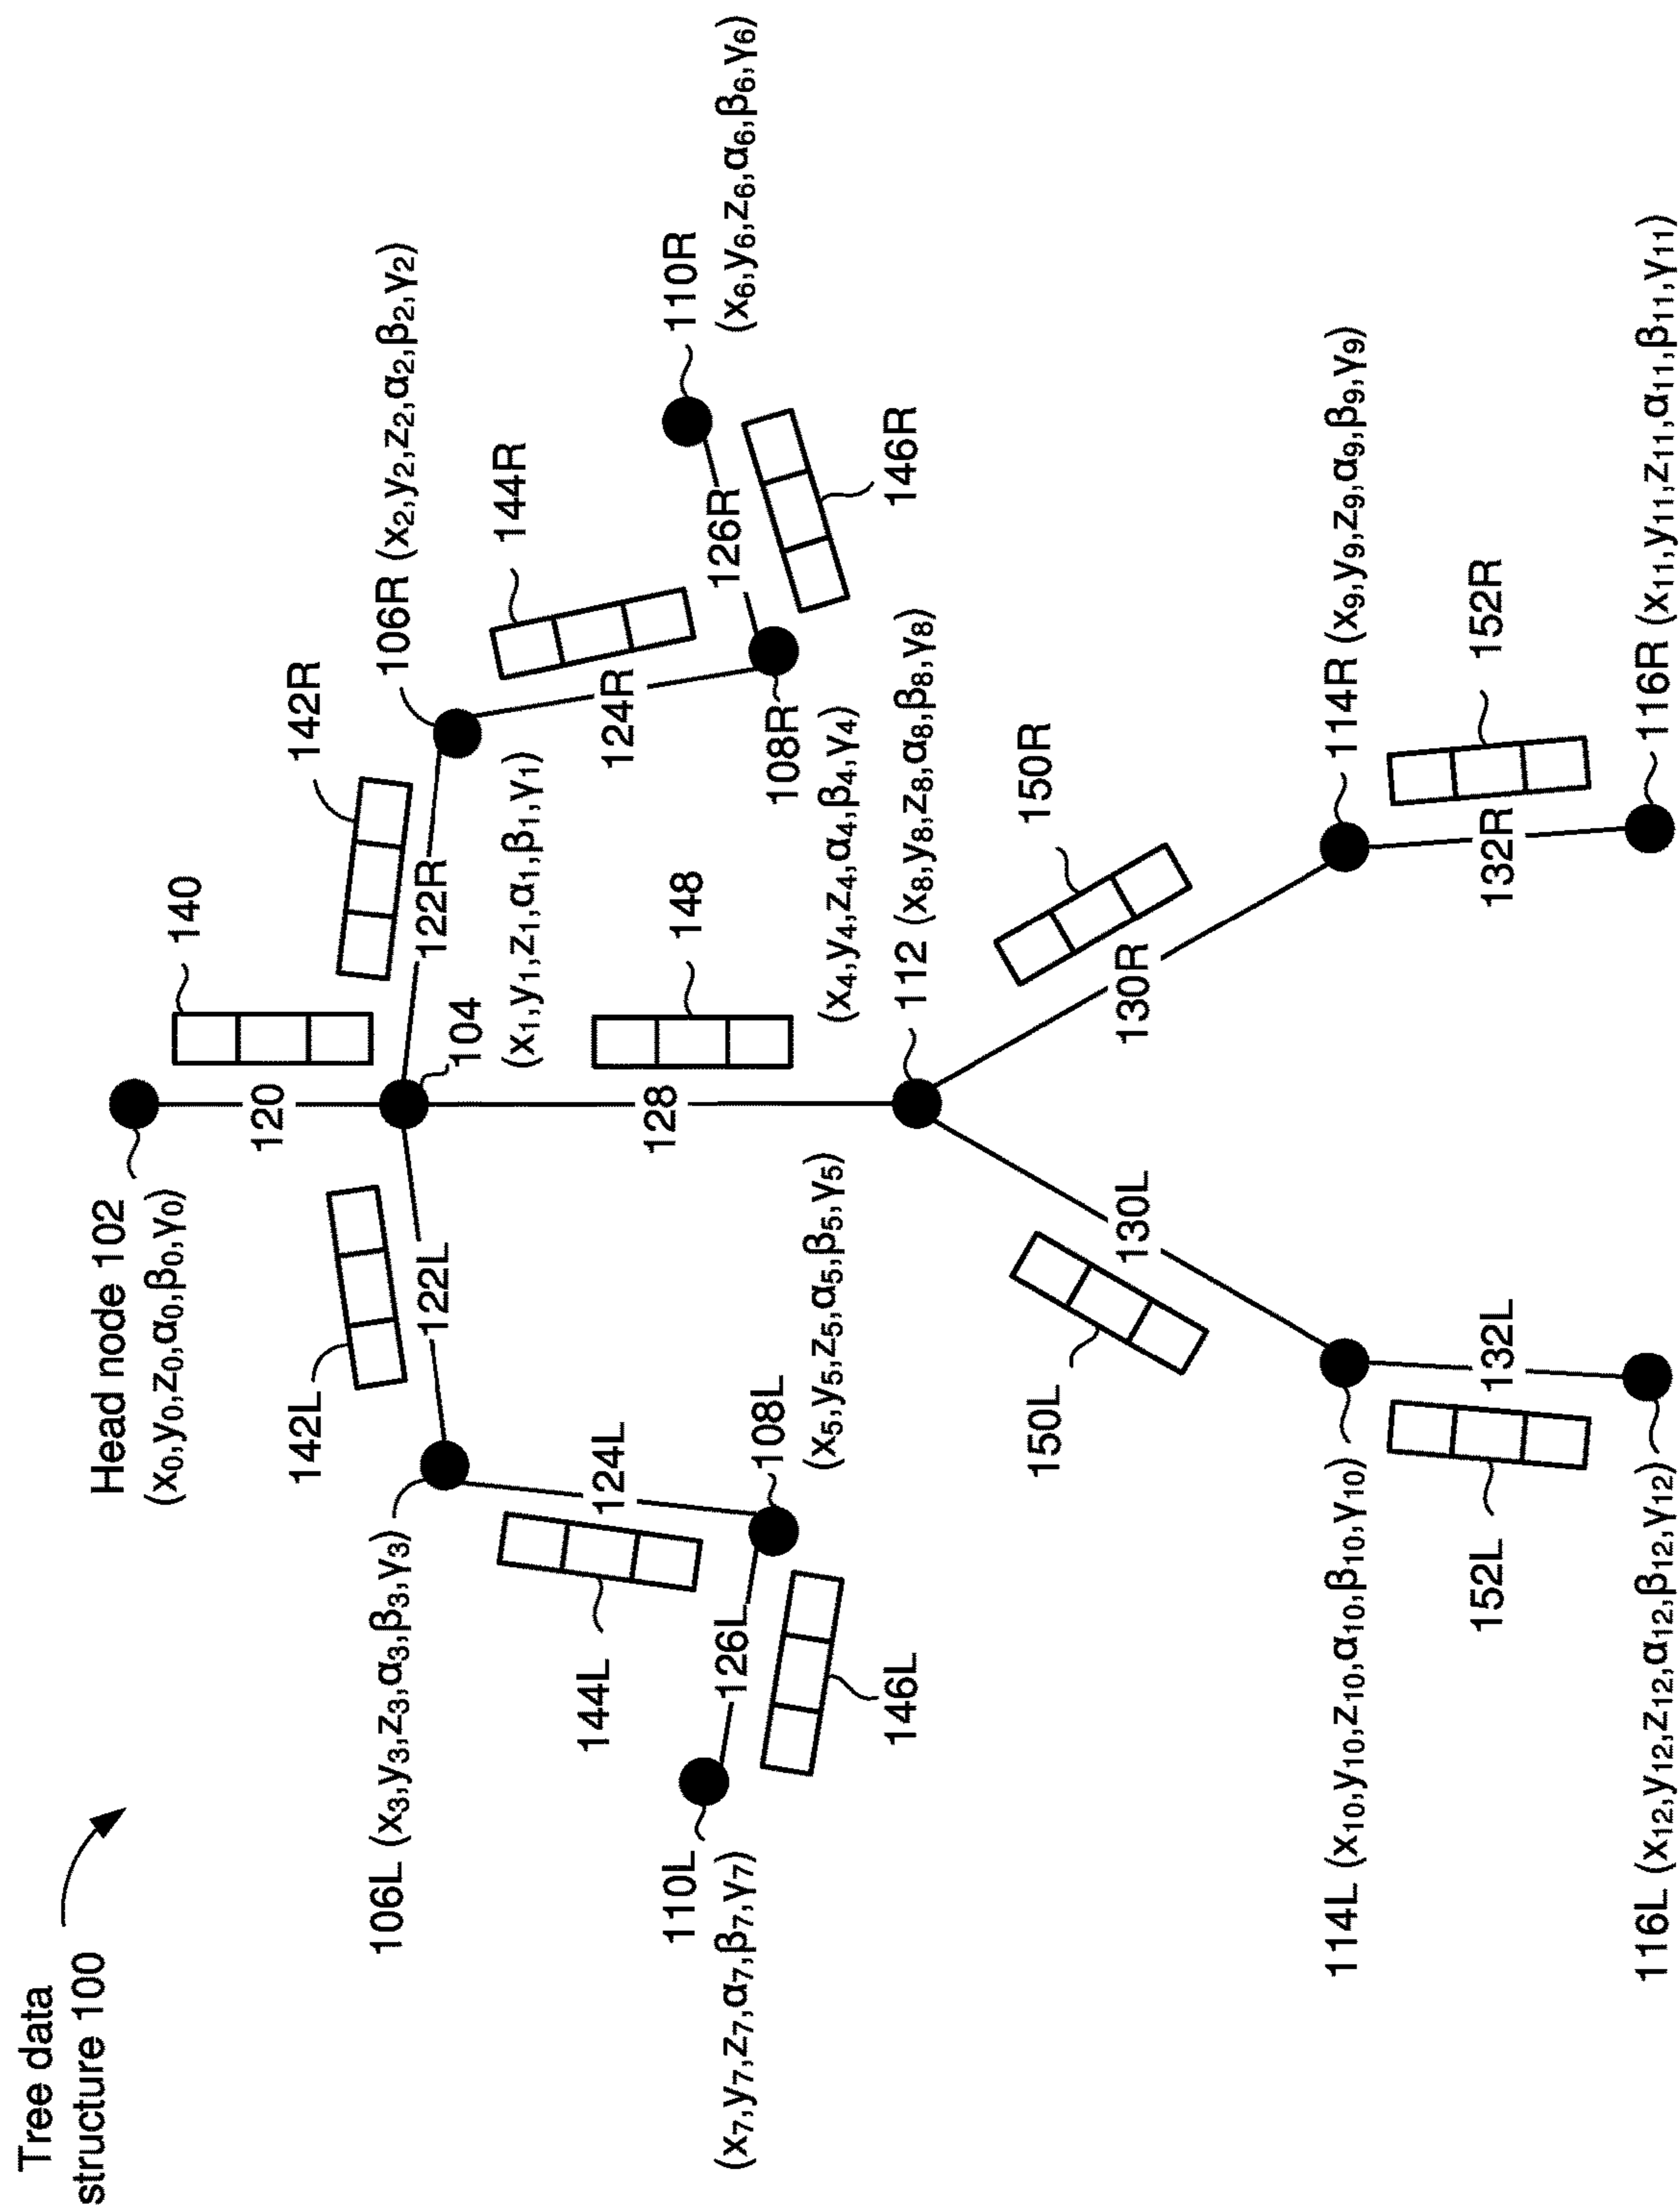 Tree data
structure 100
Head node 102
(x0,y0,z0,α0,β0,γ0)
120
140
142L
122L
104
(x1,y1,z1,α1,β1,γ1)
122R
142R
106L (x3,y3,z3,α3,β3,γ3)
106R (x2,y2,z2,α2,β2,γ2)
144L
124L
124R
144R
110L
(x7,y7,z7,α7,β7,γ7)
126L
108L
(x5,y5,z5,α5,β5,γ5)
146L
128
148
108R
(x4,y4,z4,α4,β4,γ4)
126R
110R
(x6,y6,z6,α6,β6,γ6)
146R
112 (x8,y8,z8,α8,β8,γ8)
150L
130L
130R
150R
114L (x10,y10,z10,α10,β10,γ10)
114R (x9,y9,z9,α9,β9,γ9)
152L
132L
132R
152R
116L (x12,y12,z12,α12,β12,γ12)
116R (x11,y11,z11,α11,β11,γ11)